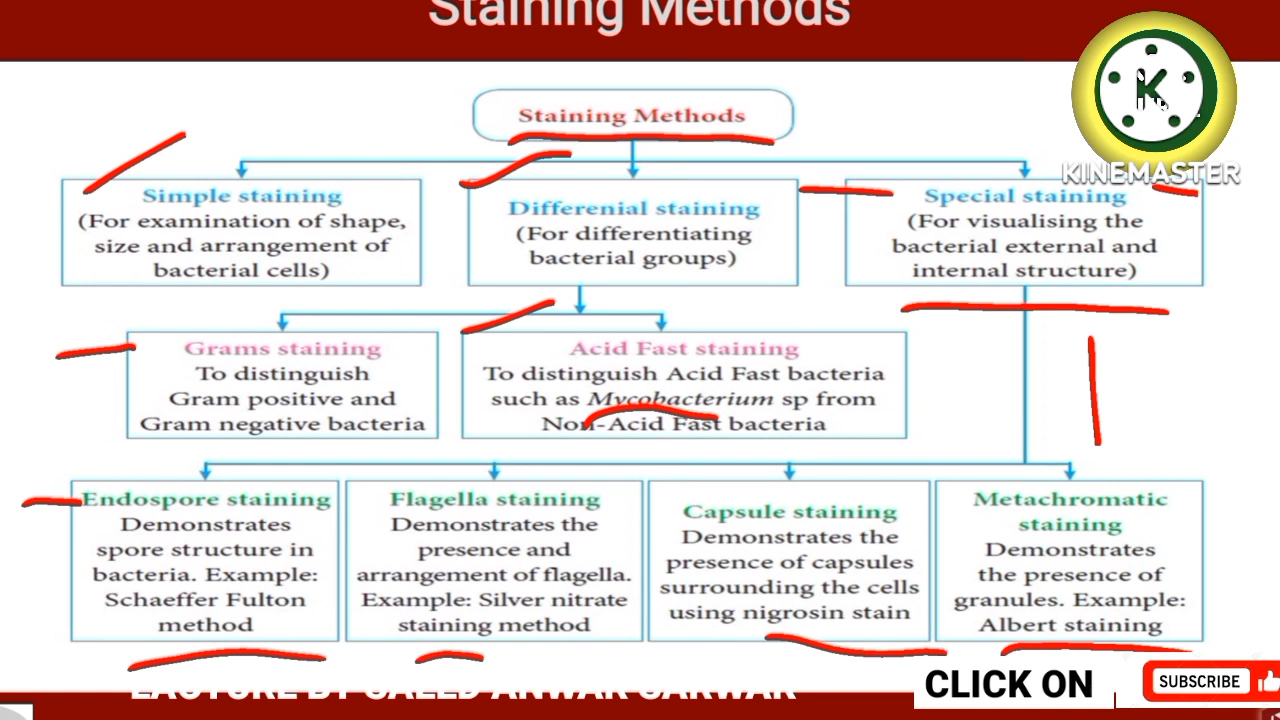 Staining Methods
KINEMASTER
Staining Methods
Simple staining
(For examination of shape,
size and arrangement of
bacterial cells)
Differenial staining
(For differentiating
bacterial groups)
Special staining
(For visualising the
bacterial external and
internal structure)
Grams staining
To distinguish
Gram positive and
Gram negative bacteria
Acid Fast staining
To distinguish Acid Fast bacteria
such as Mycobacterium sp from
Non-Acid Fast bacteria
Endospore staining
Demonstrates
spore structure in
bacteria. Example:
Schaeffer Fulton
method
Flagella staining
Demonstrates the
presence and
arrangement of flagella.
Example: Silver nitrate
staining method
Capsule staining
Demonstrates the
presence of capsules
surrounding the cells
using nigrosin stain
Metachromatic
staining
Demonstrates
the presence of
granules. Example:
Albert staining
LACTURE BY SAEED ANWAR SARWAR
CLICK ON
SUBSCRIBE